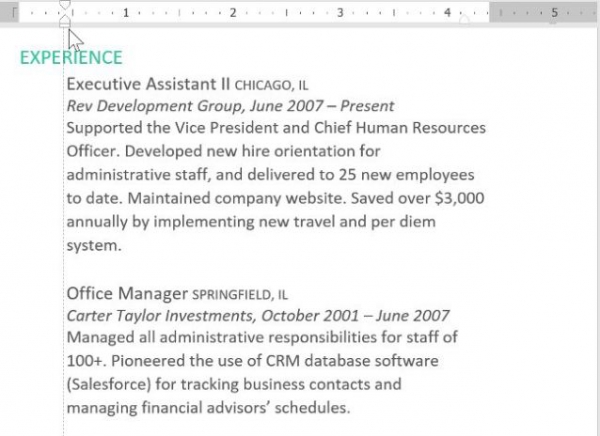 1 2 3 4 5
EXPERIENCE
Executive Assistant II CHICAGO, IL
Rev Development Group, June 2007 – Present
Supported the Vice President and Chief Human Resources
Officer. Developed new hire orientation for
administrative staff, and delivered to 25 new employees
to date. Maintained company website. Saved over $3,000
annually by implementing new travel and per diem
system.
Office Manager SPRINGFIELD, IL
Carter Taylor Investments, October 2001 – June 2007
Managed all administrative responsibilities for staff of
100+. Pioneered the use of CRM database software
(Salesforce) for tracking business contacts and
managing financial advisors’ schedules.